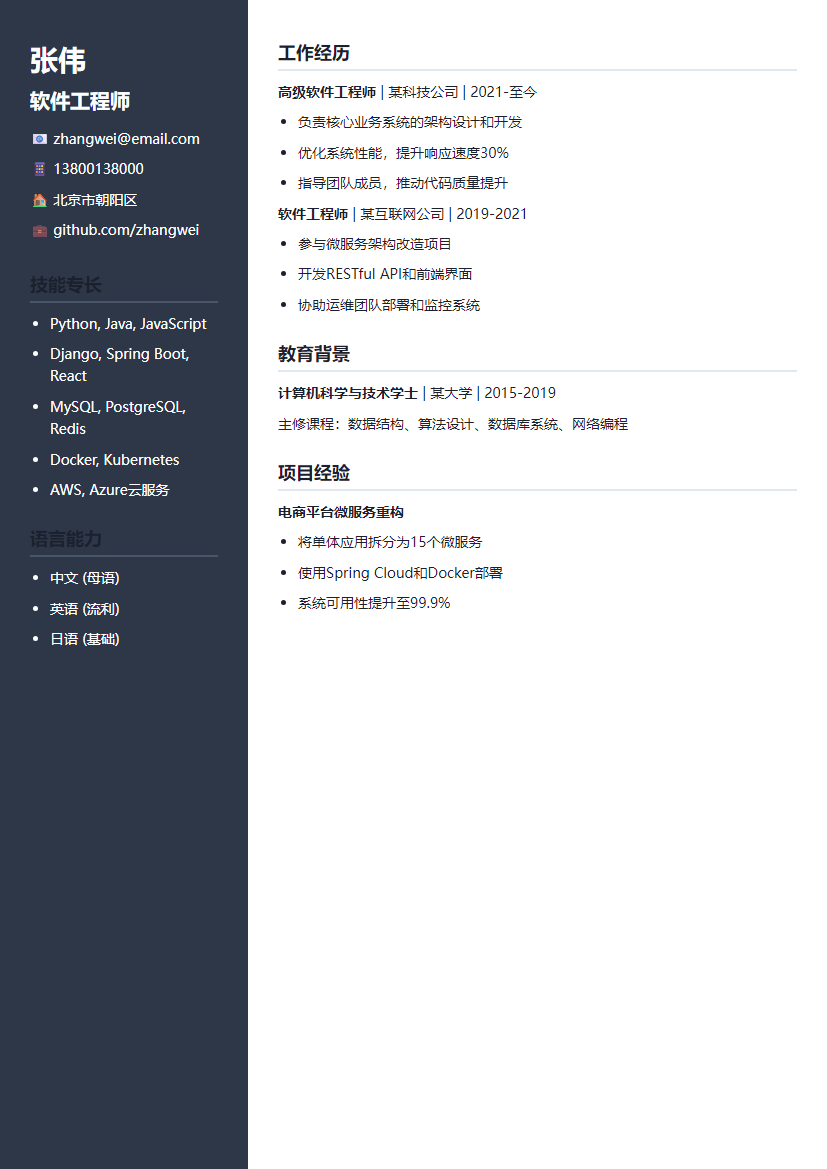 张伟
软件工程师
zhangwei@email.com
13800138000
北京市朝阳区
github.com/zhangwei
技能专长
Python, Java, JavaScript
Django, Spring Boot,
React
MySQL, PostgreSQL,
Redis
Docker, Kubernetes
AWS, Azure云服务
语言能力
中文 (母语)
英语 (流利)
日语 (基础)
工作经历
高级软件工程师 | 某科技公司 | 2021-至今
负责核心业务系统的架构设计和开发
优化系统性能，提升响应速度30%
指导团队成员，推动代码质量提升
软件工程师 | 某互联网公司 | 2019-2021
参与微服务架构改造项目
开发RESTful API和前端界面
协助运维团队部署和监控系统
教育背景
计算机科学与技术学士 | 某大学 | 2015-2019
主修课程：数据结构、算法设计、数据库系统、网络编程
项目经验
电商平台微服务重构
将单体应用拆分为15个微服务
使用Spring Cloud和Docker部署
系统可用性提升至99.9%